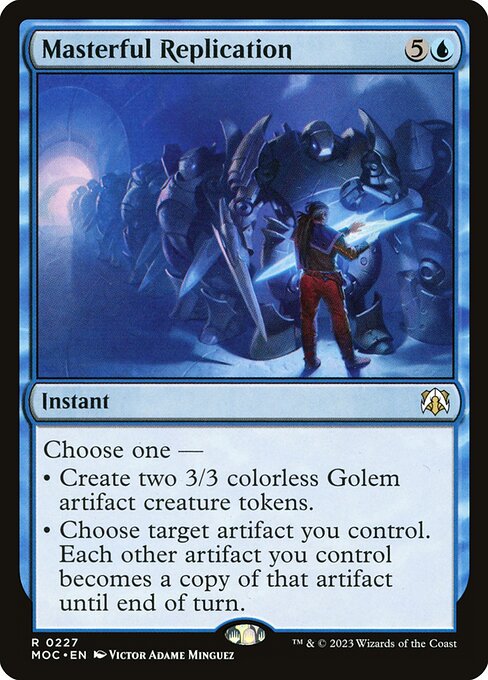 Masterful Replication 5
Instant
Choose one —
• Create two 3/3 colorless Golem
artifact creature tokens.
• Choose target artifact you control.
Each other artifact you control
becomes a copy of that artifact
until end of turn.
R 0227
MOC • EN Victor Adame Minguez
™ & © 2023 Wizards of the Coast